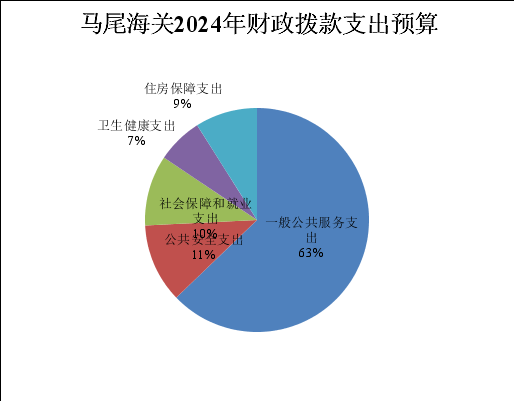 马尾海关2024年财政拨款支出预算
住房保障支出
9%
卫生健康支出
7%
社会保障和就业
支出
10%
公共安全支出
11%
一般公共服务支
出
63%